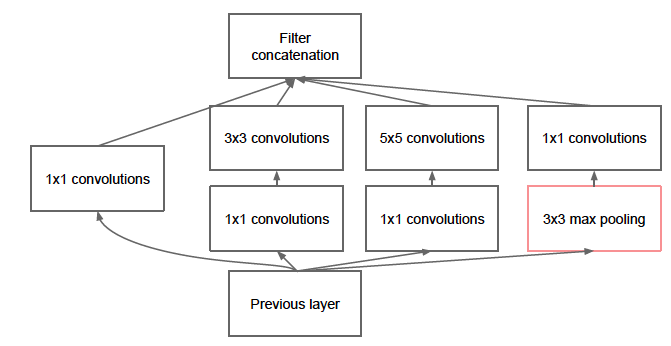 Filter
concatenation
3x3 convolutions
5x5 convolutions
1x1 convolutions
1x1 convolutions
1x1 convolutions
1x1 convolutions
3x3 max pooling
Previous layer